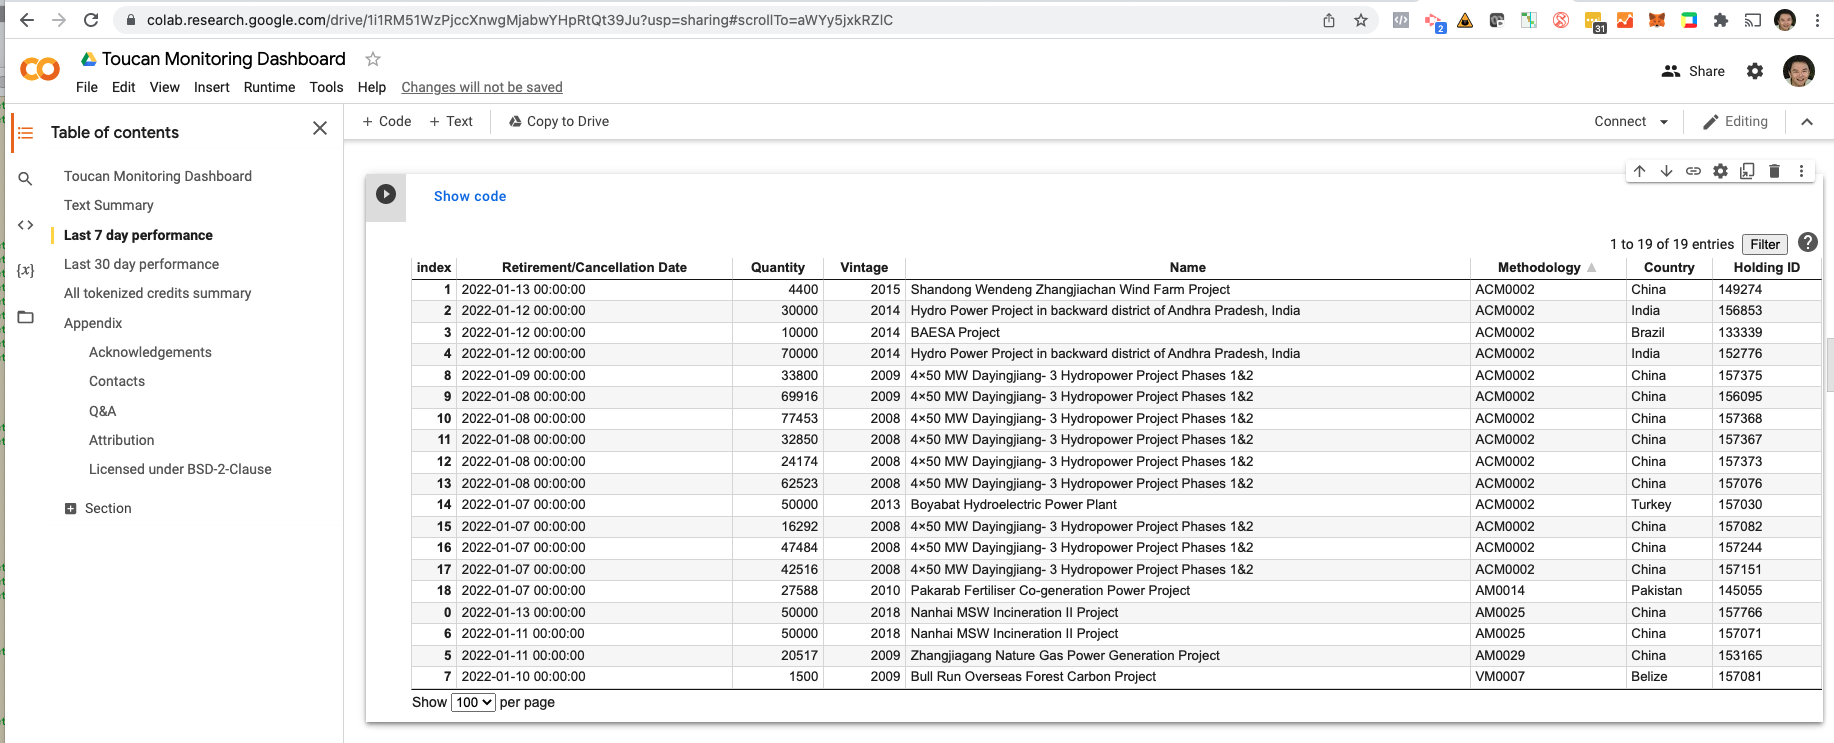 colab.research.google.com/drive/1i1RM51WzPjccXnwgMjabwYHpRtQt39Ju?usp=sharing#scrollTo=aWYy5jxkRZIC
2
31
Toucan Monitoring Dashboard
File Edit View Insert Runtime Tools Help Changes will not be saved
Share
Table of contents
+ Code + Text Copy to Drive
Connect Editing
Toucan Monitoring Dashboard
Text Summary
Last 7 day performance
Last 30 day performance
All tokenized credits summary
Appendix
Acknowledgements
Contacts
Q&A
Attribution
Licensed under BSD-2-Clause
Section
Show code
1 to 19 of 19 entries Filter ?
index Retirement/Cancellation Date Quantity Vintage Name Methodology Country Holding ID
1 2022-01-13 00:00:00 4400 2015 Shandong Wendeng Zhangjiachan Wind Farm Project ACM0002 China 149274
2 2022-01-12 00:00:00 30000 2014 Hydro Power Project in backward district of Andhra Pradesh, India ACM0002 India 156853
3 2022-01-12 00:00:00 10000 2014 BAESA Project ACM0002 Brazil 133339
4 2022-01-12 00:00:00 70000 2014 Hydro Power Project in backward district of Andhra Pradesh, India ACM0002 India 152776
8 2022-01-09 00:00:00 33800 2009 4×50 MW Dayingjiang- 3 Hydropower Project Phases 1&2 ACM0002 China 157375
9 2022-01-08 00:00:00 69916 2009 4×50 MW Dayingjiang- 3 Hydropower Project Phases 1&2 ACM0002 China 156095
10 2022-01-08 00:00:00 77453 2008 4×50 MW Dayingjiang- 3 Hydropower Project Phases 1&2 ACM0002 China 157368
11 2022-01-08 00:00:00 32850 2008 4×50 MW Dayingjiang- 3 Hydropower Project Phases 1&2 ACM0002 China 157367
12 2022-01-08 00:00:00 24174 2008 4×50 MW Dayingjiang- 3 Hydropower Project Phases 1&2 ACM0002 China 157373
13 2022-01-08 00:00:00 62523 2008 4×50 MW Dayingjiang- 3 Hydropower Project Phases 1&2 ACM0002 China 157076
14 2022-01-07 00:00:00 50000 2013 Boyabat Hydroelectric Power Plant ACM0002 Turkey 157030
15 2022-01-07 00:00:00 16292 2008 4×50 MW Dayingjiang- 3 Hydropower Project Phases 1&2 ACM0002 China 157082
16 2022-01-07 00:00:00 47484 2008 4×50 MW Dayingjiang- 3 Hydropower Project Phases 1&2 ACM0002 China 157244
17 2022-01-07 00:00:00 42516 2008 4×50 MW Dayingjiang- 3 Hydropower Project Phases 1&2 ACM0002 China 157151
18 2022-01-07 00:00:00 27588 2010 Pakarab Fertiliser Co-generation Power Project AM0014 Pakistan 145055
0 2022-01-13 00:00:00 50000 2018 Nanhai MSW Incineration II Project AM0025 China 157766
6 2022-01-11 00:00:00 50000 2018 Nanhai MSW Incineration II Project AM0025 China 157071
5 2022-01-11 00:00:00 20517 2009 Zhangjiagang Nature Gas Power Generation Project AM0029 China 153165
7 2022-01-10 00:00:00 1500 2009 Bull Run Overseas Forest Carbon Project VM0007 Belize 157081
Show 100 per page